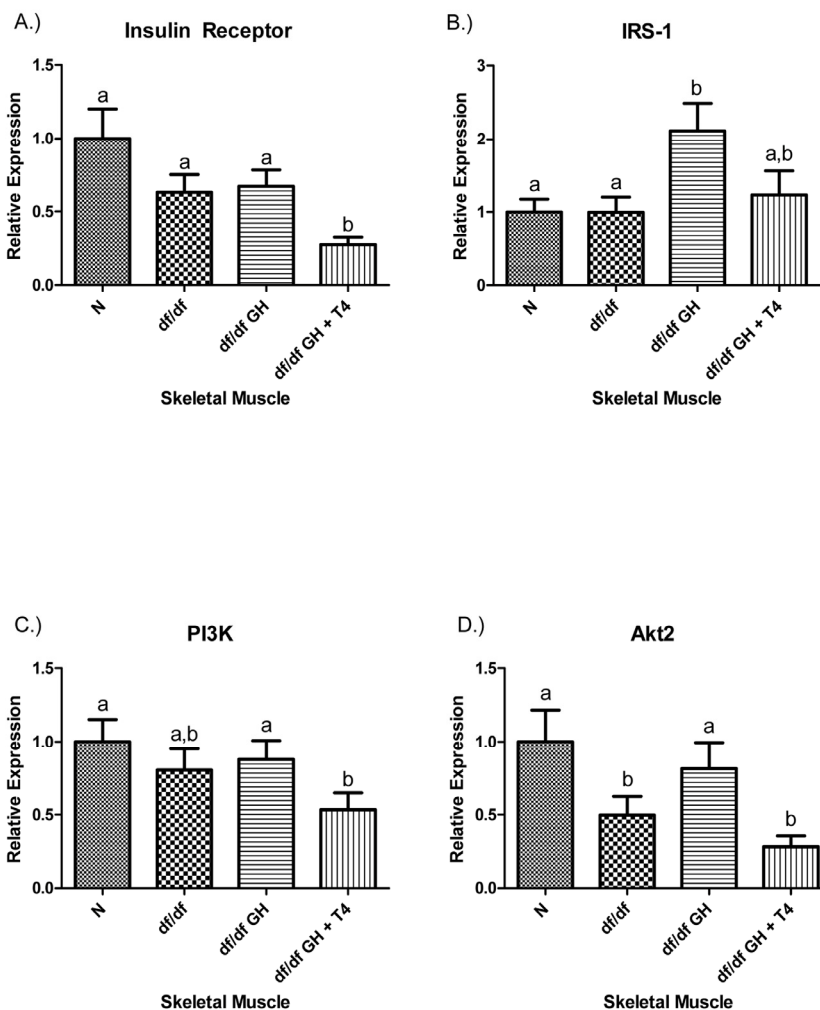 A.)
Insulin Receptor
Relative Expression
1.5
1.0
0.5
0.0
a
a
a
b
N
df/df
df/df GH
df/df GH + T4
Skeletal Muscle
B.)
IRS-1
Relative Expression
3
2
1
0
a
a
b
a,b
N
df/df
df/df GH
df/df GH + T4
Skeletal Muscle
C.)
PI3K
Relative Expression
1.5
1.0
0.5
0.0
a
a,b
a
b
N
df/df
df/df GH
df/df GH + T4
Skeletal Muscle
D.)
Akt2
Relative Expression
1.5
1.0
0.5
0.0
a
b
a
b
N
df/df
df/df GH
df/df GH + T4
Skeletal Muscle